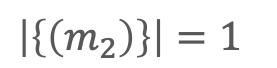 |{(𝑚₂)}| = 1